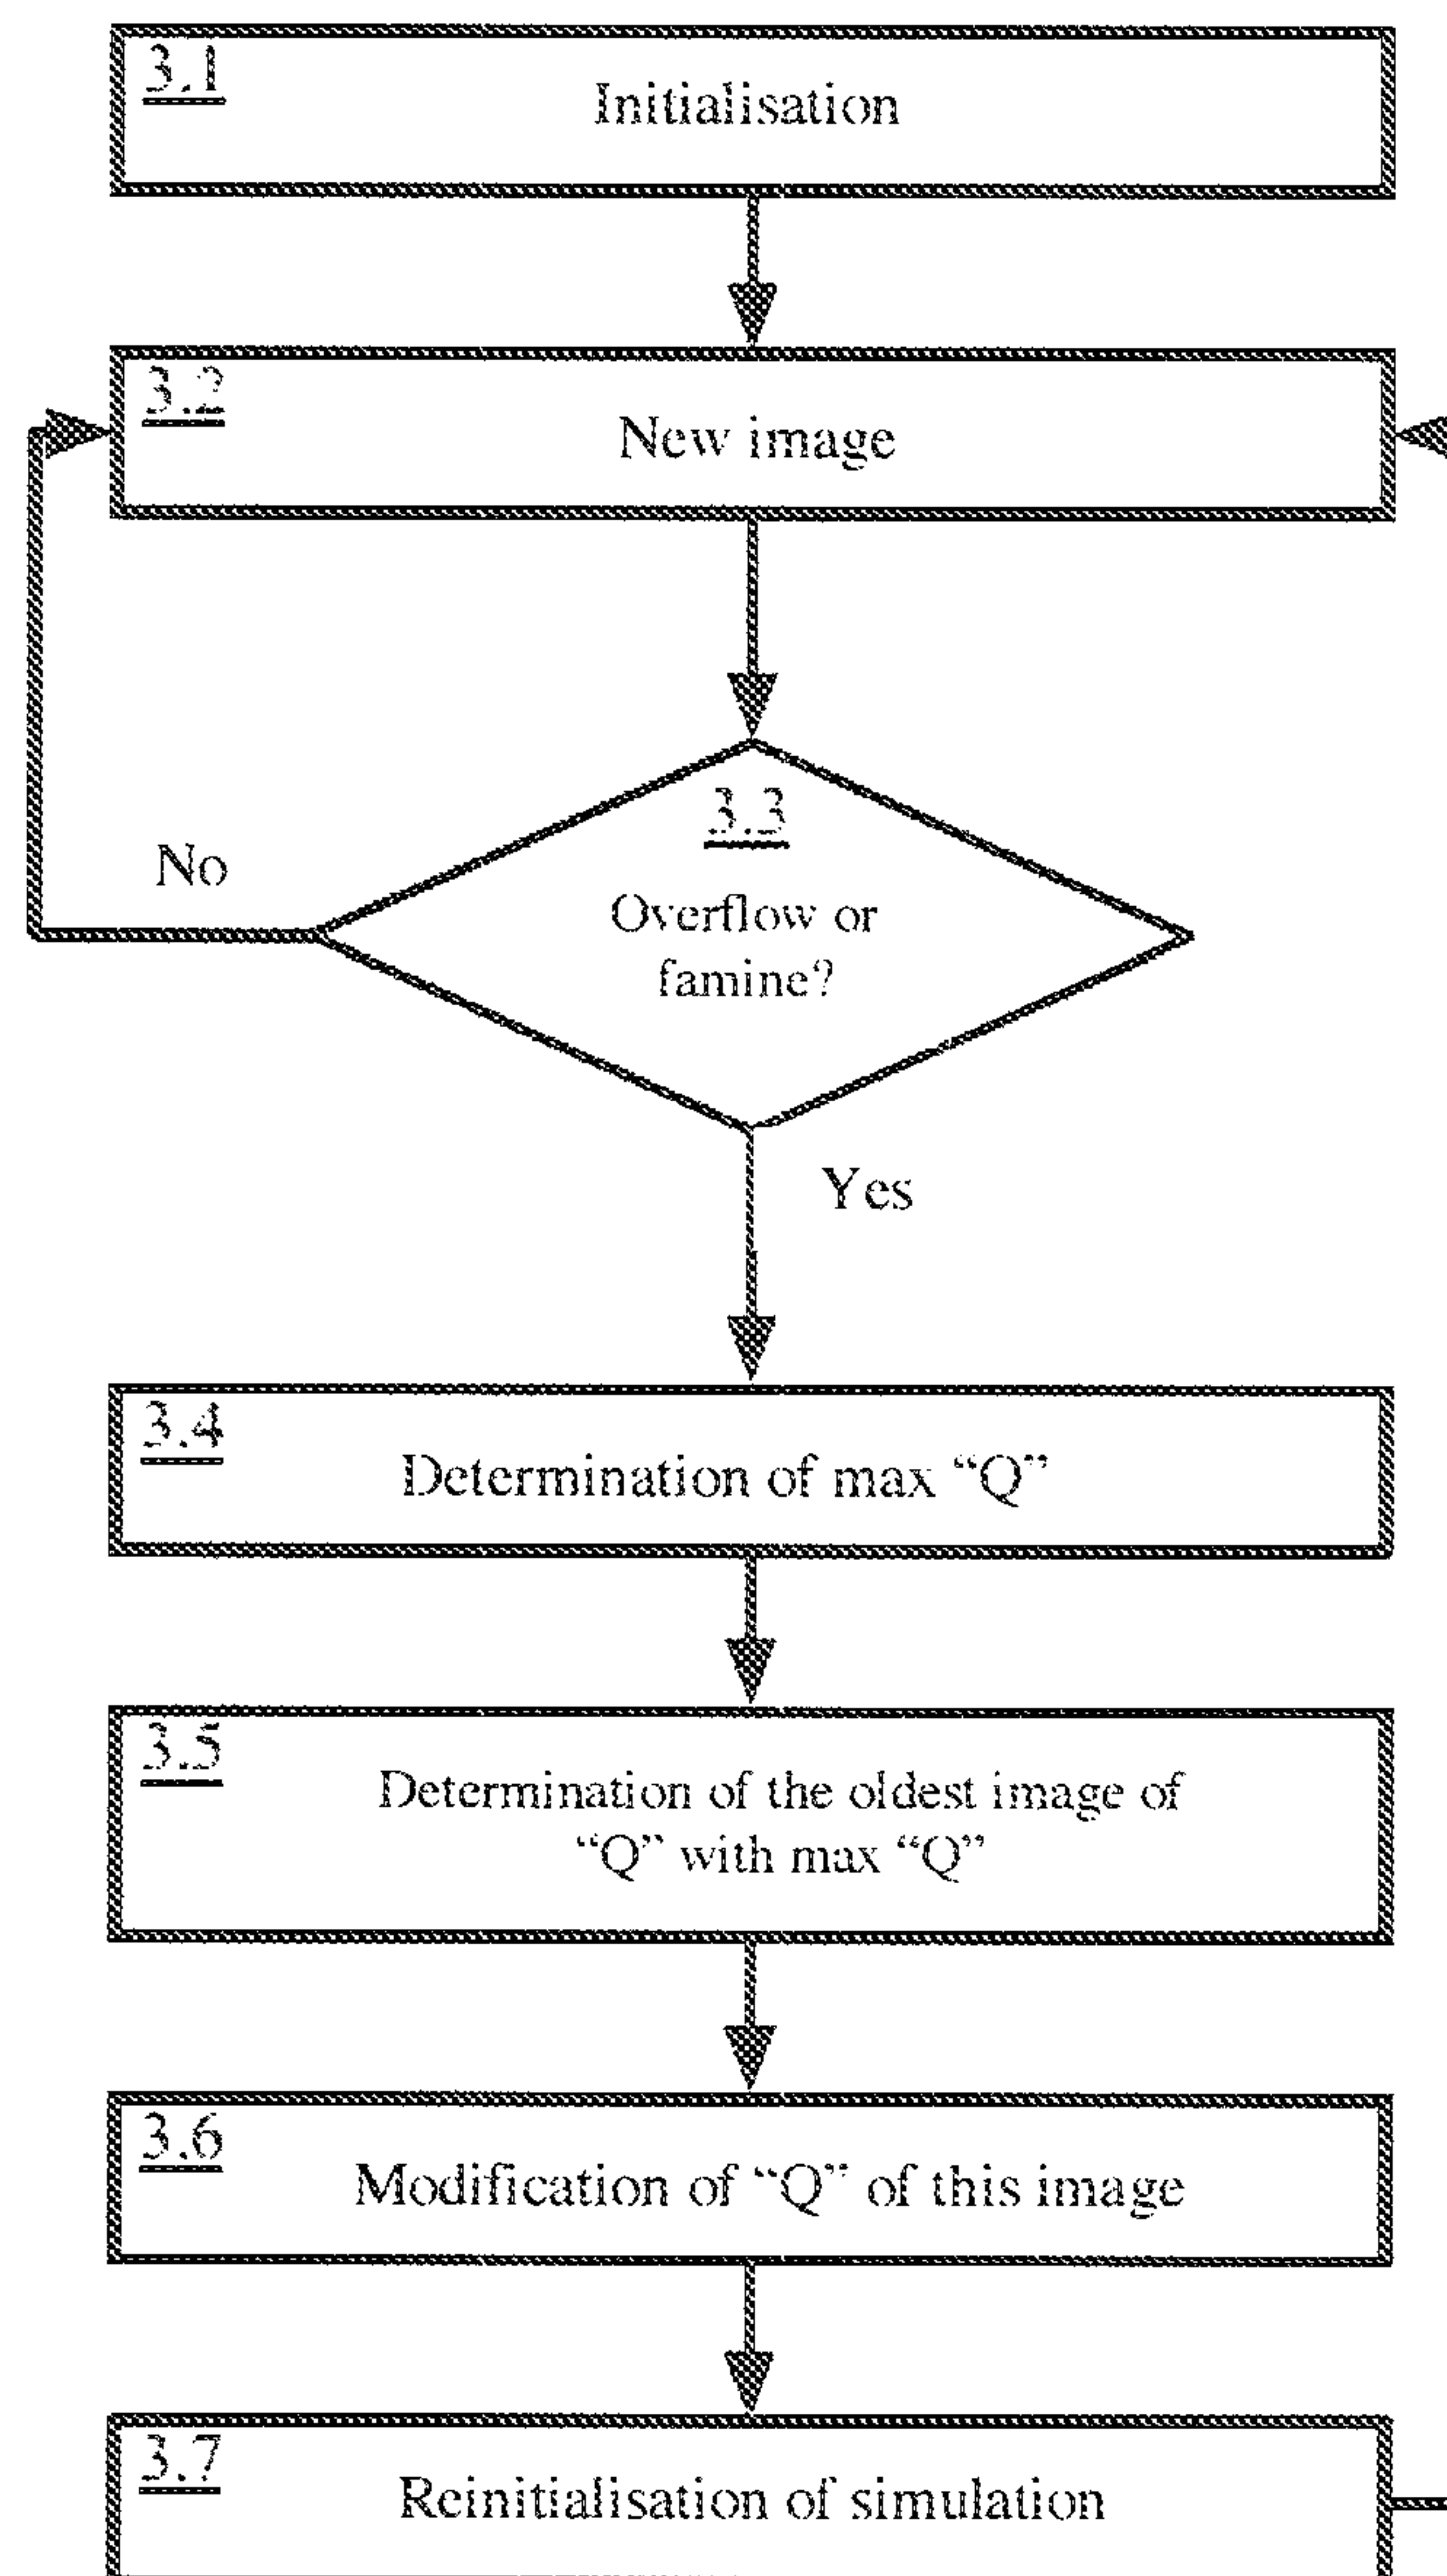 3.1
Initialisation
3.2
New image
3.3
Overflow or
famine?
No
Yes
3.4
Determination of max “Q”
3.5
Determination of the oldest image of
“Q” with max “Q”
3.6
Modification of “Q” of this image
3.7
Reinitialisation of simulation